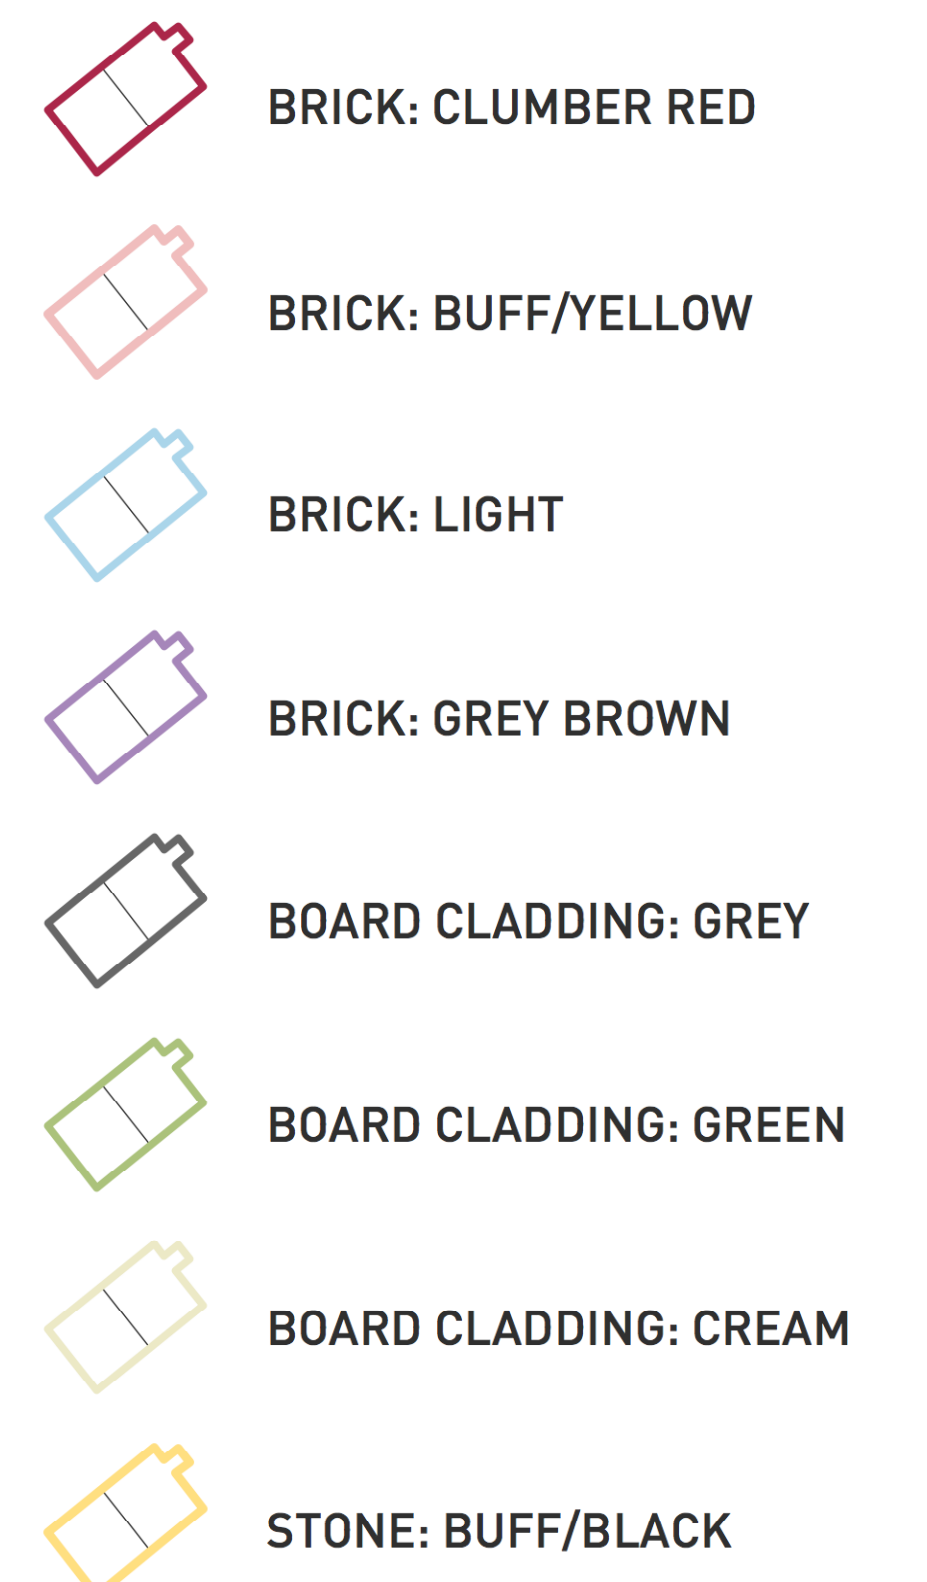 BRICK: CLUMBER RED
BRICK: BUFF/YELLOW
BRICK: LIGHT
BRICK: GREY BROWN
BOARD CLADDING: GREY
BOARD CLADDING: GREEN
BOARD CLADDING: CREAM
STONE: BUFF/BLACK